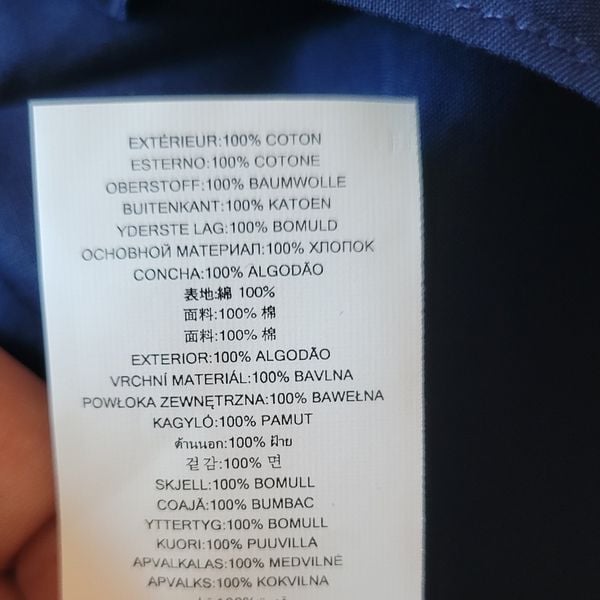 EXTÉRIEUR:100% COTON
ESTERNO:100% COTONE
OBERSTOFF:100% BAUMWOLLE
BUITENKANT:100% KATOEN
YDERSTE LAG:100% BOMULD
ОСНОВНОЙ МАТЕРИАЛ:100% ХЛОПОК
CONCHA:100% ALGODÃO
表地:綿 100%
面料:100% 棉
面料:100% 棉
EXTERIOR:100% ALGODÃO
VRCHNÍ MATERIÁL:100% BAVLNA
POWŁOKA ZEWNĘTRZNA:100% BAWEŁNA
KAGYLÓ:100% PAMUT
ด้านนอก:100% ฝ้าย
겉감:100% 면
SKJELL:100% BOMULL
COAJĂ:100% BUMBAC
YTTERTYG:100% BOMULL
KUORI:100% PUUVILLA
APVALKALAS:100% MEDVILNĖ
APVALKS:100% KOKVILNA